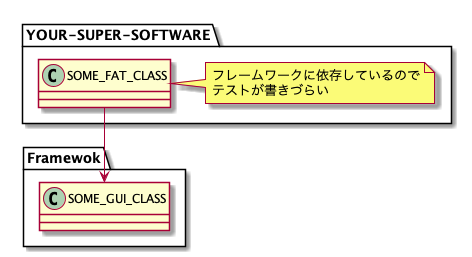 YOUR-SUPER-SOFTWARE
C SOME_FAT_CLASS
フレームワークに依存しているので
テストが書きづらい
Framewok
C SOME_GUI_CLASS